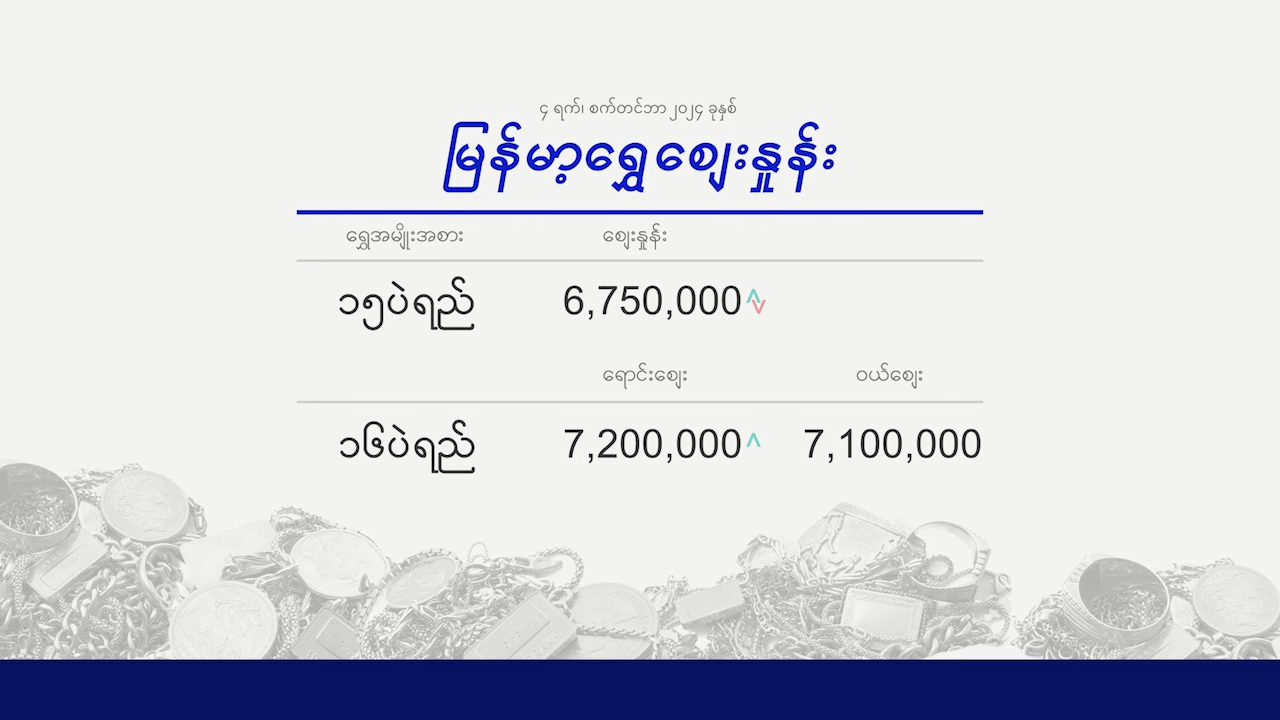 ၄ ရက်၊ စက်တင်ဘာ ၂၀၂၄ ခုနှစ်
မြန်မာ့ရွှေဈေးနှုန်း
ရွှေအမျိုးအစား ဈေးနှုန်း
၁၅ပဲရည် 6,750,000
ရောင်းဈေး ဝယ်ဈေး
၁၆ပဲရည် 7,200,000 7,100,000